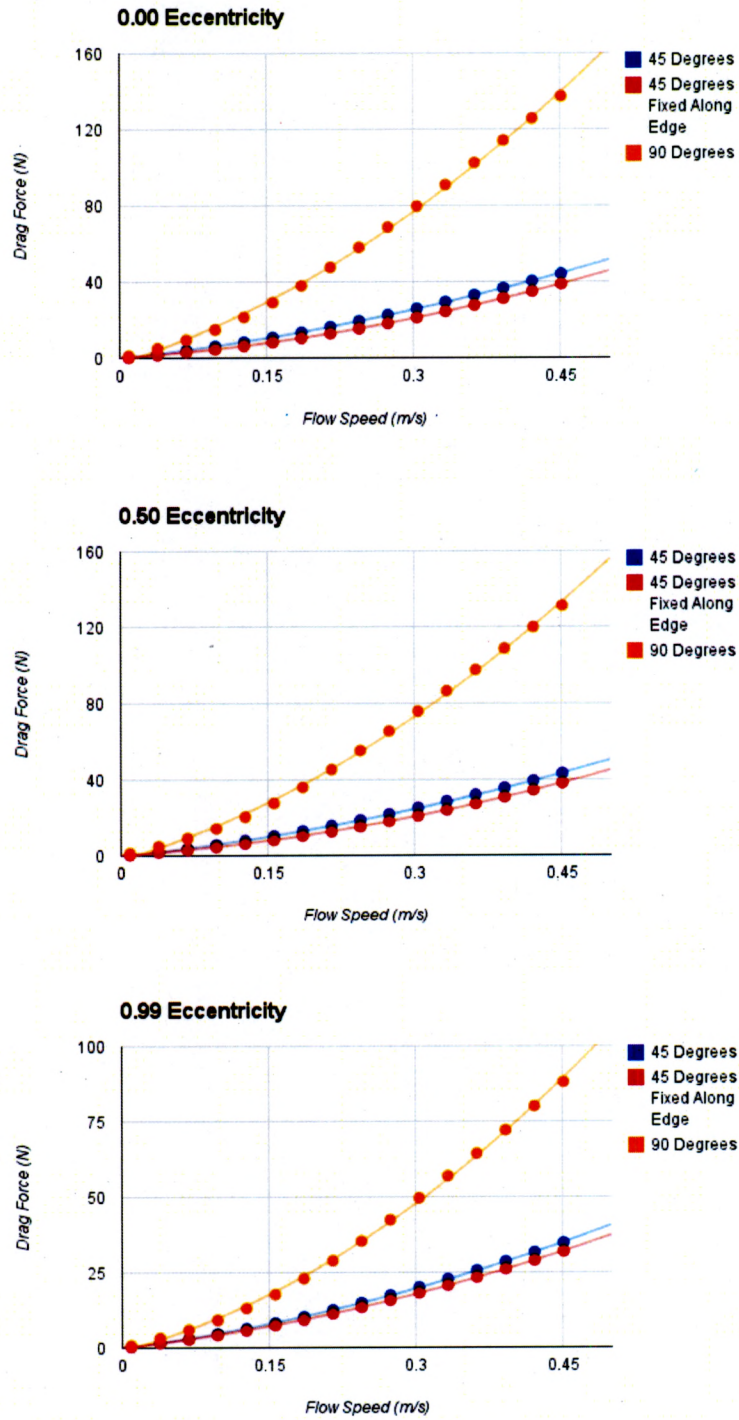 0.00 Eccentricity
160
120
80
40
0
Drag Force (N)
0
0.15
0.3
0.45
Flow Speed (m/s)
45 Degrees
45 Degrees
Fixed Along
Edge
90 Degrees
0.50 Eccentricity
160
120
80
40
0
Drag Force (N)
0
0.15
0.3
0.45
Flow Speed (m/s)
45 Degrees
45 Degrees
Fixed Along
Edge
90 Degrees
0.99 Eccentricity
100
75
50
25
0
Drag Force (N)
0
0.15
0.3
0.45
Flow Speed (m/s)
45 Degrees
45 Degrees
Fixed Along
Edge
90 Degrees